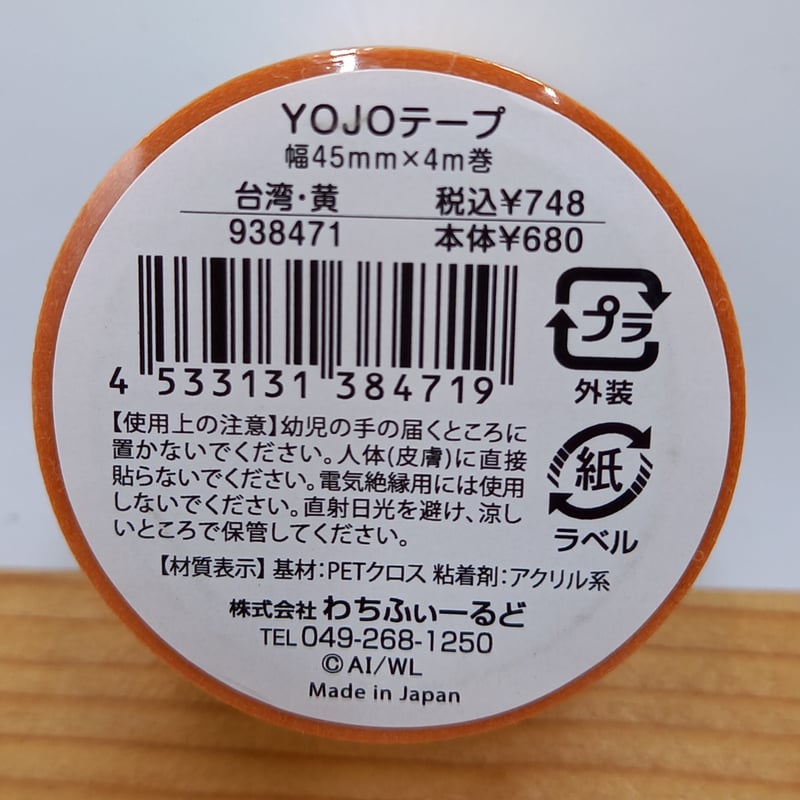 YOJOテープ
幅45mm×4m巻
台湾・黄 税込¥748
938471 本体¥680
4 533131 384719
プラ
外装
【使用上の注意】幼児の手の届くところに
置かないでください。人体(皮膚)に直接
貼らないでください。電気絶縁用には使用
しないでください。直射日光を避け、涼し
いところで保管してください。
紙
ラベル
【材質表示】基材:PETクロス 粘着剤:アクリル系
株式会社 わちふぃーるど
TEL 049-268-1250
©AI/WL
Made in Japan